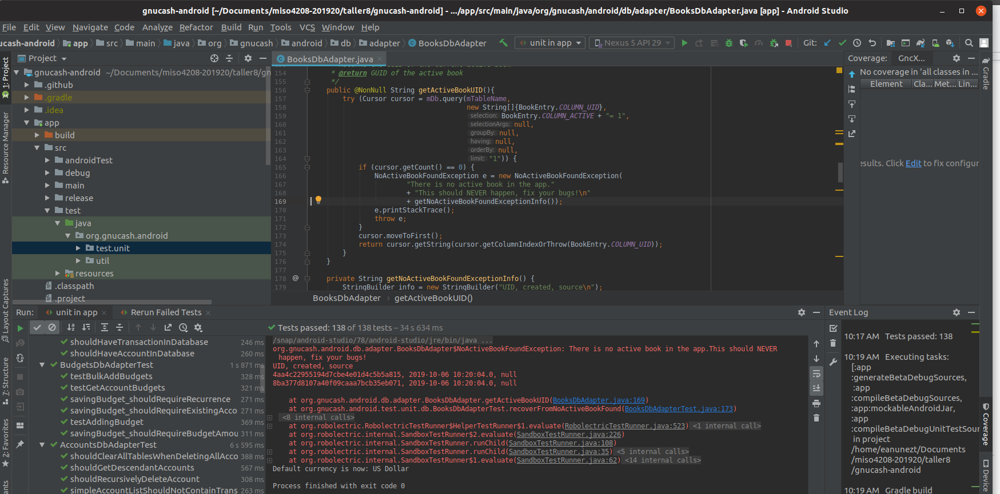 gnucash-android [~/Documents/miso4208-201920/taller8/gnucash-android] - .../app/src/main/java/org/gnucash/android/db/adapter/BooksDbAdapter.java [app] - Android Studio
File Edit View Navigate Code Analyze Refactor Build Run Tools VCS Window Help
ucash-android app src main java org gnucash android db adapter BooksDbAdapter unit in app Nexus 5 API 29 Git:
1: Project
Resource Manager
Layout Captures
7: Structure
2: Favorites
ants
Project
gnucash-android ~/Documents/miso4208-201920/taller8/gn
.github
.gradle
.idea
app
build
src
androidTest
debug
main
release
test
java
org.gnucash.android
test.unit
util
resources
.classpath
.project
BooksDbAdapter.java
154 * @return GUID of the active book
155 */
156 public @NonNull String getActiveBookUID(){
157 try (Cursor cursor = mDb.query(mTableName,
158 new String[]{BookEntry.COLUMN_UID},
159 selection: BookEntry.COLUMN_ACTIVE + "= 1",
160 selectionArgs: null,
161 groupBy: null,
162 having: null,
163 orderBy: null,
164 limit: "1")) {
165 if (cursor.getCount() == 0) {
166 NoActiveBookFoundException e = new NoActiveBookFoundException(
167 "There is no active book in the app."
168 + "This should NEVER happen, fix your bugs!\n"
169 + getNoActiveBookFoundExceptionInfo());
170 e.printStackTrace();
171 throw e;
172 }
173 cursor.moveToFirst();
174 return cursor.getString(cursor.getColumnIndexOrThrow(BookEntry.COLUMN_UID));
175 }
176 }
177
178 @ private String getNoActiveBookFoundExceptionInfo() {
179 StringBuilder info = new StringBuilder("UID, created, source\n");
BooksDbAdapter › getActiveBookUID()
Coverage: GncX...
No coverage in 'all classes in ...
Element Cla... Met... Lin...
esults. Click Edit to fix configur
Gradle
Coverage
Device
Run: unit in app Rerun Failed Tests
Tests passed: 138 of 138 tests – 34 s 634 ms
shouldHaveTransactionInDatabase 246 ms
shouldHaveAccountInDatabase 260 ms
BudgetsDbAdapterTest 1 s 871 ms
testBulkAddBudgets 328 ms
testGetAccountBudgets 321 ms
savingBudget_shouldRequireRecurrence 271 ms
savingBudget_shouldRequireExistingAcco 271 ms
testAddingBudget 369 ms
savingBudget_shouldRequireBudgetAmou 311 ms
AccountsDbAdapterTest 6 s 595 ms
shouldClearAllTablesWhenDeletingAllAcco 388 ms
shouldGetDescendantAccounts 567 ms
shouldRecursivelyDeleteAccount 308 ms
simpleAccountListShouldNotContainTrans 263 ms
/snap/android-studio/78/android-studio/jre/bin/java ...
org.gnucash.android.db.adapter.BooksDbAdapter$NoActiveBookFoundException: There is no active book in the app.This should NEVER
happen, fix your bugs!
UID, created, source
4aa4c22955194d7cbe4e01d4c5b5a815, 2019-10-06 10:20:04.0, null
8ba377d8107a40f09caaa7bcb35eb071, 2019-10-06 10:20:04.0, null
at org.gnucash.android.db.adapter.BooksDbAdapter.getActiveBookUID(BooksDbAdapter.java:169)
at org.gnucash.android.test.unit.db.BooksDbAdapterTest.recoverFromNoActiveBookFound(BooksDbAdapterTest.java:173)
<8 internal calls>
at org.robolectric.RobolectricTestRunner$HelperTestRunner$1.evaluate(RobolectricTestRunner.java:523) <1 internal call>
at org.robolectric.internal.SandboxTestRunner$2.evaluate(SandboxTestRunner.java:226)
at org.robolectric.internal.SandboxTestRunner.runChild(SandboxTestRunner.java:108)
at org.robolectric.internal.SandboxTestRunner.runChild(SandboxTestRunner.java:35) <5 internal calls>
at org.robolectric.internal.SandboxTestRunner$1.evaluate(SandboxTestRunner.java:62) <14 internal calls>
Default currency is now: US Dollar
Process finished with exit code 0
Event Log
10:17 AM Tests passed: 138
10:19 AM Executing tasks:
[:app
:generateBetaDebugSources,
:app
:compileBetaDebugSources,
:app:mockableAndroidJar,
:app
:compileBetaDebugUnitTestSour
in project
/home/eanunezt/Documents
/miso4208-201920/taller8
/gnucash-android
10:19 AM Gradle build